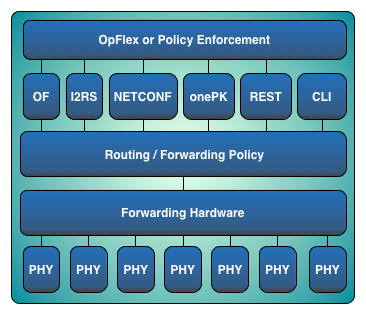 OpFlex or Policy Enforcement
OF I2RS NETCONF onePK REST CLI
Routing / Forwarding Policy
Forwarding Hardware
PHY PHY PHY PHY PHY PHY PHY